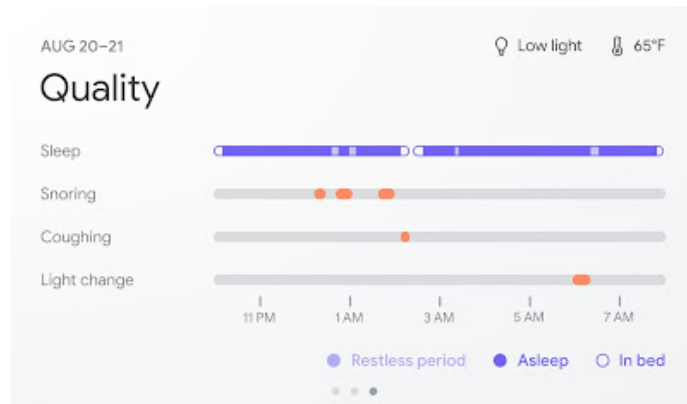 AUG 20–21
Low light 65°F
Quality
Sleep
Snoring
Coughing
Light change
11 PM 1 AM 3 AM 5 AM 7 AM
Restless period Asleep In bed